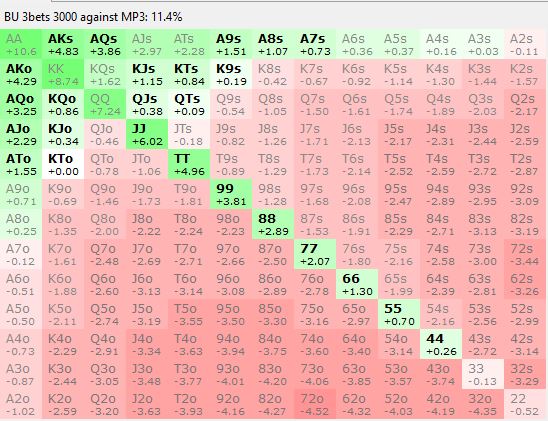 BU 3bets 3000 against MP3: 11.4%
AA AKs AQs AJs ATs A9s A8s A7s A6s A5s A4s A3s A2s
+10.6 +4.83 +3.86 +2.97 +2.28 +1.51 +1.07 +0.73 +0.36 +0.37 +0.16 +0.03 -0.11
AKo KK KQs KJs KTs K9s K8s K7s K6s K5s K4s K3s K2s
+4.29 +8.74 +1.62 +1.15 +0.84 +0.19 -0.42 -0.67 -0.92 -1.14 -1.30 -1.44 -1.57
AQo KQo QQ QJs QTs Q9s Q8s Q7s Q6s Q5s Q4s Q3s Q2s
+3.25 +0.86 +7.24 +0.38 +0.09 -0.54 -1.05 -1.50 -1.61 -1.74 -1.89 -2.03 -2.17
AJo KJo QJo JJ JTs J9s J8s J7s J6s J5s J4s J3s J2s
+2.29 +0.34 -0.46 +6.02 -0.18 -0.82 -1.26 -1.71 -2.13 -2.17 -2.31 -2.44 -2.59
ATo KTo QTo JTo TT T9s T8s T7s T6s T5s T4s T3s T2s
+1.55 +0.00 -0.78 -1.06 +4.96 -0.89 -1.29 -1.73 -2.14 -2.52 -2.59 -2.72 -2.87
A9o K9o Q9o J9o T9o 99 98s 97s 96s 95s 94s 93s 92s
+0.71 -0.69 -1.46 -1.73 -1.81 +3.81 -1.28 -1.68 -2.08 -2.47 -2.89 -2.95 -3.09
A8o K8o Q8o J8o T8o 98o 88 87s 86s 85s 84s 83s 82s
+0.25 -1.35 -2.00 -2.22 -2.24 -2.23 +2.89 -1.53 -1.91 -2.29 -2.71 -3.13 -3.19
A7o K7o Q7o J7o T7o 97o 87o 77 76s 75s 74s 73s 72s
-0.12 -1.61 -2.48 -2.69 -2.71 -2.66 -2.50 +2.07 -1.80 -2.16 -2.58 -3.00 -3.44
A6o K6o Q6o J6o T6o 96o 86o 76o 66 65s 64s 63s 62s
-0.51 -1.88 -2.60 -3.13 -3.14 -3.08 -2.89 -2.78 +1.30 -1.99 -2.39 -2.81 -3.26
A5o K5o Q5o J5o T5o 95o 85o 75o 65o 55 54s 53s 52s
-0.50 -2.11 -2.74 -3.19 -3.55 -3.50 -3.30 -3.16 -2.97 +0.70 -2.16 -2.56 -2.99
A4o K4o Q4o J4o T4o 94o 84o 74o 64o 54o 44 43s 42s
-0.73 -2.29 -2.91 -3.34 -3.63 -3.94 -3.75 -3.60 -3.40 -3.14 +0.26 -2.72 -3.14
A3o K3o Q3o J3o T3o 93o 83o 73o 63o 53o 43o 33 32s
-0.87 -2.44 -3.05 -3.48 -3.77 -4.01 -4.20 -4.06 -3.85 -3.57 -3.74 -0.13 -3.29
A2o K2o Q2o J2o T2o 92o 82o 72o 62o 52o 42o 32o 22
-1.02 -2.59 -3.20 -3.63 -3.93 -4.16 -4.27 -4.52 -4.32 -4.03 -4.19 -4.35 -0.52